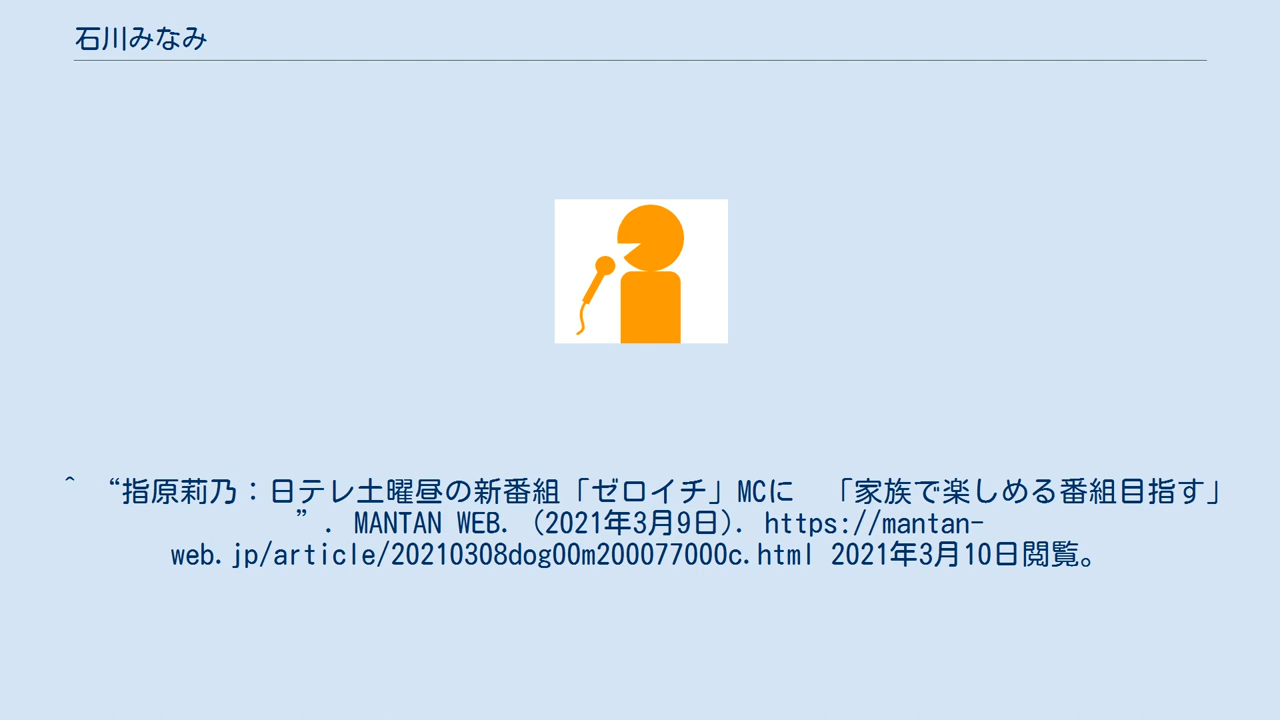 石川みなみ
^ “指原莉乃：日テレ土曜昼の新番組「ゼロイチ」MCに 「家族で楽しめる番組目指す」
”. MANTAN WEB. (2021年3月9日). https://mantan-
web.jp/article/20210308dog00m200077000c.html 2021年3月10日閲覧。